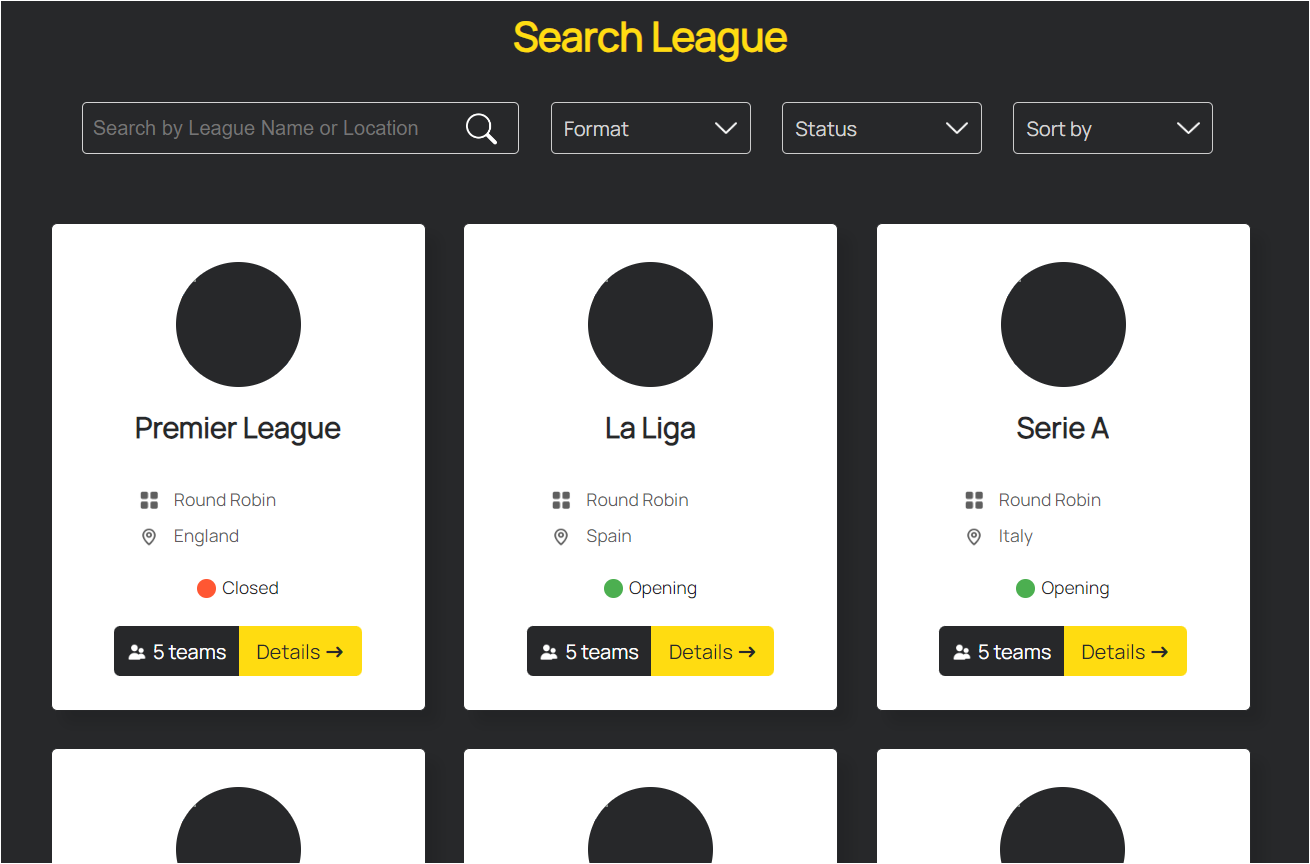 Search League
Search by League Name or Location
Format
Status
Sort by
Premier League
Round Robin
England
Closed
5 teams
Details →
La Liga
Round Robin
Spain
Opening
5 teams
Details →
Serie A
Round Robin
Italy
Opening
5 teams
Details →